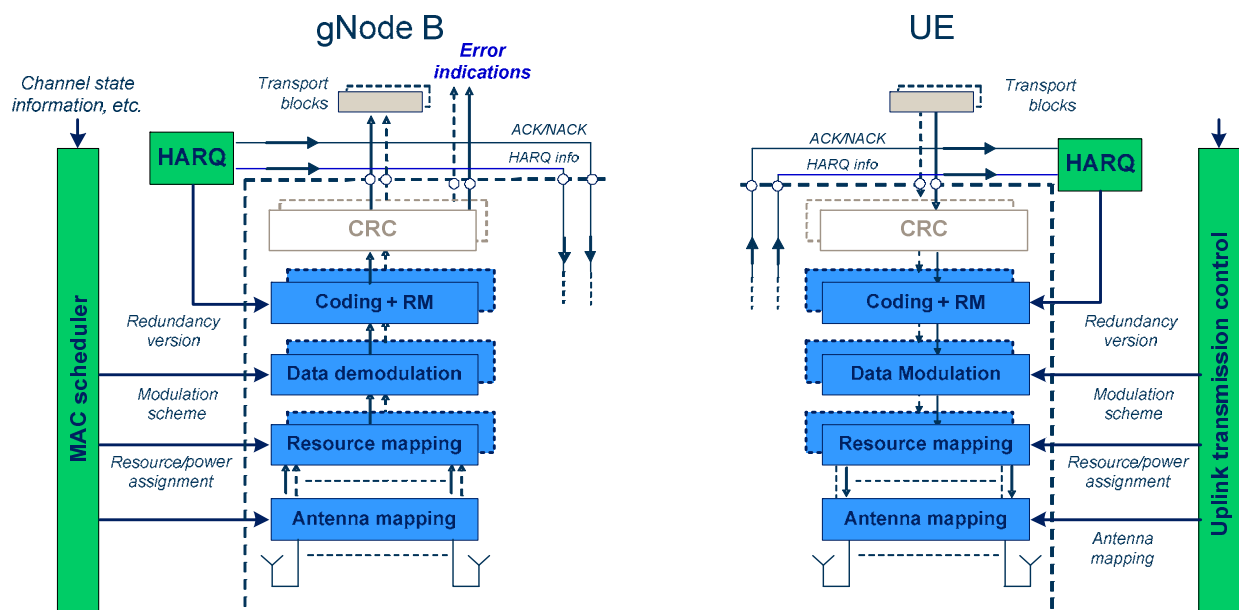 gNode B
UE
Error
indications
Channel state
information, etc.
Transport
blocks
Transport
blocks
HARQ
ACK/NACK
HARQ info
ACK/NACK
HARQ info
HARQ
CRC
CRC
Coding + RM
Coding + RM
Redundancy
version
Redundancy
version
MAC scheduler
Uplink transmission control
Data demodulation
Data Modulation
Modulation
scheme
Modulation
scheme
Resource mapping
Resource mapping
Resource/power
assignment
Resource/power
assignment
Antenna mapping
Antenna mapping
Antenna
mapping